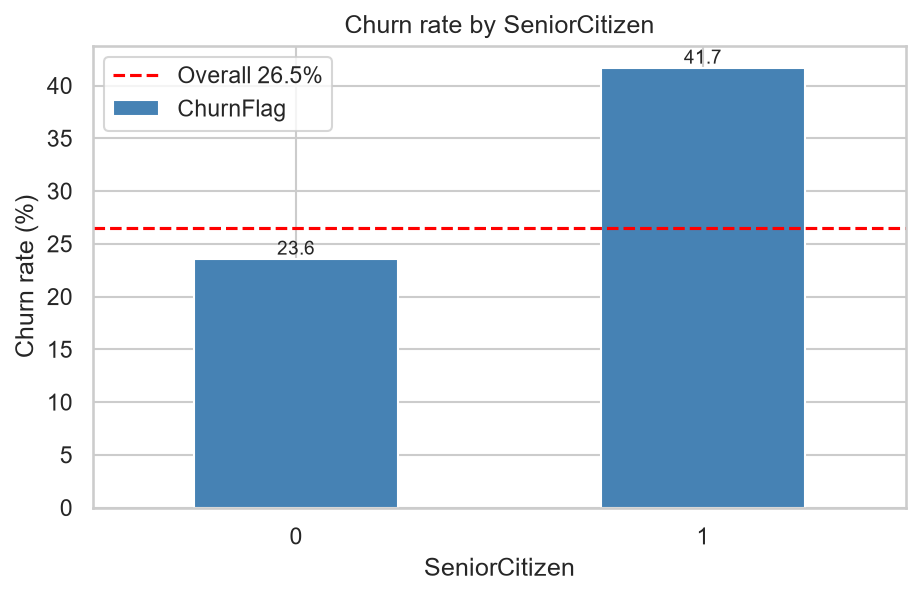 Churn rate by SeniorCitizen
Overall 26.5%
ChurnFlag
41.7
23.6
Churn rate (%)
40
35
30
25
20
15
10
5
0
0
1
SeniorCitizen